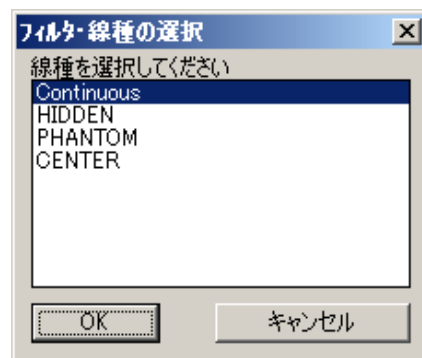 フィルタ・線種の選択
線種を選択してください
Continuous
HIDDEN
PHANTOM
CENTER
OK
キャンセル